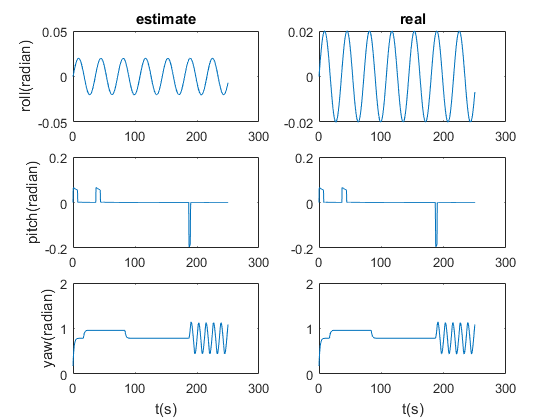 estimate real
0.05 0.02
roll(radian) 0 0
-0.05 -0.02
0 100 200 300 0 100 200 300
0.2 0.2
pitch(radian) 0 0
-0.2 -0.2
0 100 200 300 0 100 200 300
2 2
yaw(radian) 1 1
0 0
0 100 200 300 0 100 200 300
t(s) t(s)